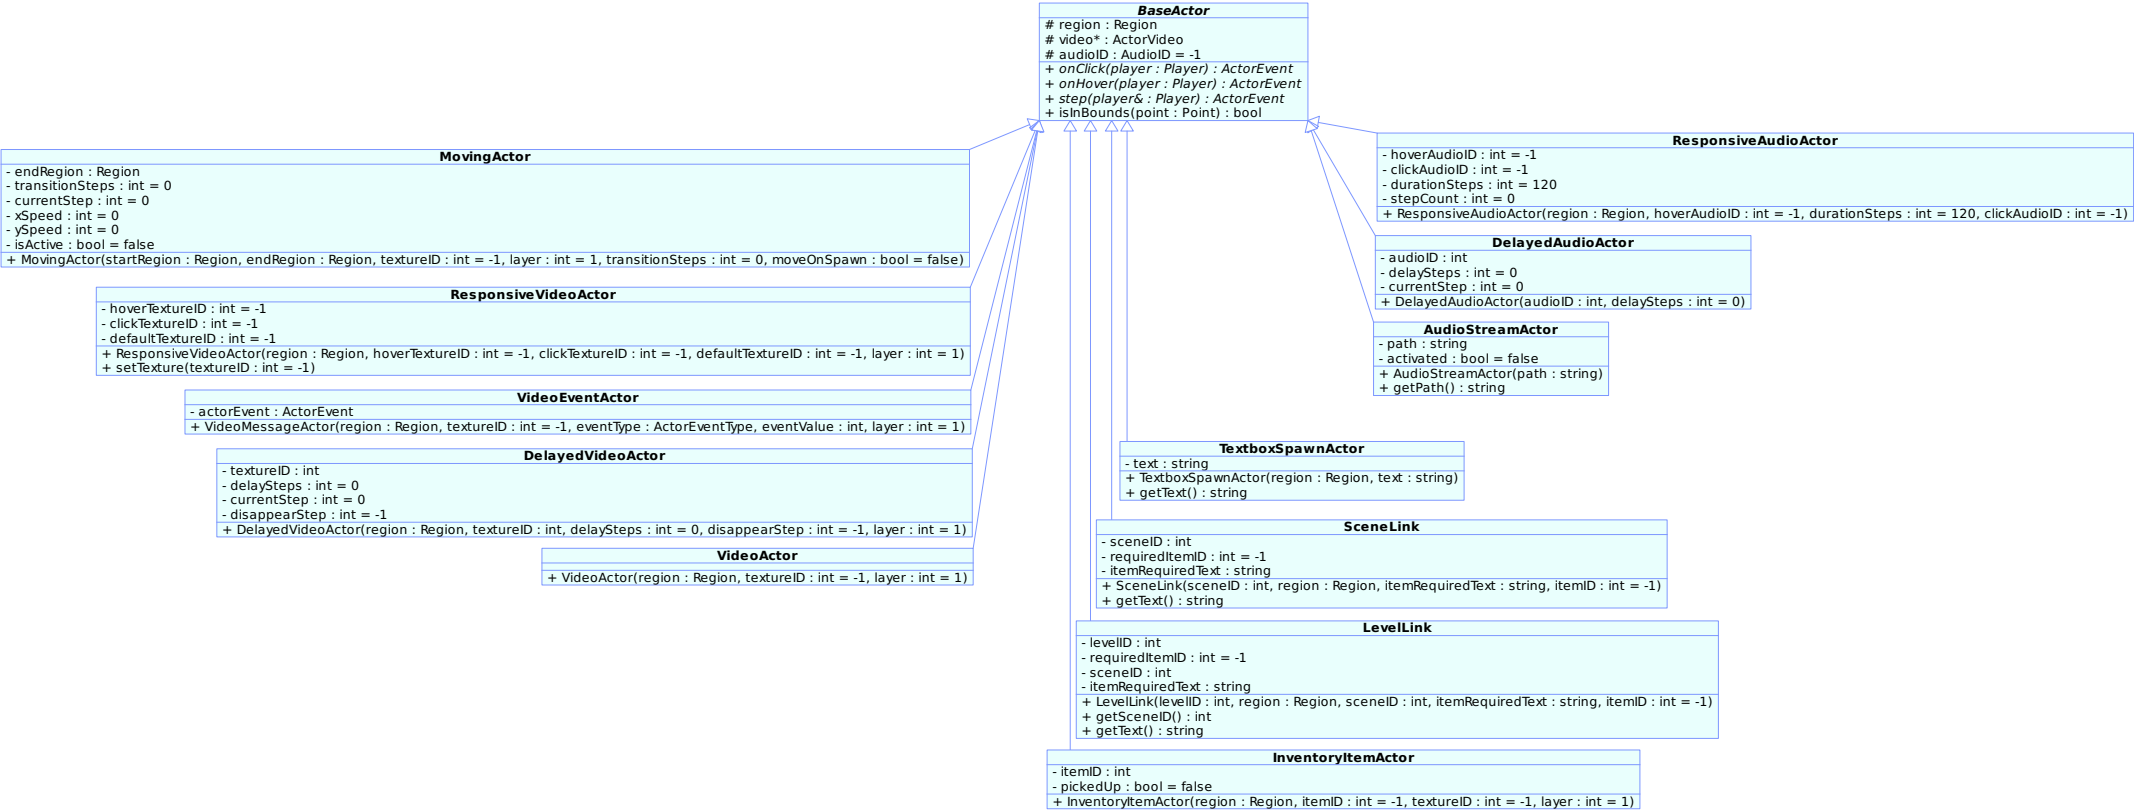 BaseActor
# region : Region
# video* : ActorVideo
# audioID : AudioID = -1
+ onClick(player : Player) : ActorEvent
+ onHover(player : Player) : ActorEvent
+ step(player& : Player) : ActorEvent
+ isInBounds(point : Point) : bool
MovingActor
- endRegion : Region
- transitionSteps : int = 0
- currentStep : int = 0
- xSpeed : int = 0
- ySpeed : int = 0
- isActive : bool = false
+ MovingActor(startRegion : Region, endRegion : Region, textureID : int = -1, layer : int = 1, transitionSteps : int = 0, moveOnSpawn : bool = false)
ResponsiveVideoActor
- hoverTextureID : int = -1
- clickTextureID : int = -1
- defaultTextureID : int = -1
+ ResponsiveVideoActor(region : Region, hoverTextureID : int = -1, clickTextureID : int = -1, defaultTextureID : int = -1, layer : int = 1)
+ setTexture(textureID : int = -1)
VideoEventActor
- actorEvent : ActorEvent
+ VideoMessageActor(region : Region, textureID : int = -1, eventType : ActorEventType, eventValue : int, layer : int = 1)
DelayedVideoActor
- textureID : int
- delaySteps : int = 0
- currentStep : int = 0
- disappearStep : int = -1
+ DelayedVideoActor(region : Region, textureID : int, delaySteps : int = 0, disappearStep : int = -1, layer : int = 1)
VideoActor
+ VideoActor(region : Region, textureID : int = -1, layer : int = 1)
ResponsiveAudioActor
- hoverAudioID : int = -1
- clickAudioID : int = -1
- durationSteps : int = 120
- stepCount : int = 0
+ ResponsiveAudioActor(region : Region, hoverAudioID : int = -1, durationSteps : int = 120, clickAudioID : int = -1)
DelayedAudioActor
- audioID : int
- delaySteps : int = 0
- currentStep : int = 0
+ DelayedAudioActor(audioID : int, delaySteps : int = 0)
AudioStreamActor
- path : string
- activated : bool = false
+ AudioStreamActor(path : string)
+ getPath() : string
TextboxSpawnActor
- text : string
+ TextboxSpawnActor(region : Region, text : string)
+ getText() : string
SceneLink
- sceneID : int
- requiredItemID : int = -1
- itemRequiredText : string
+ SceneLink(sceneID : int, region : Region, itemRequiredText : string, itemID : int = -1)
+ getText() : string
LevelLink
- levelID : int
- requiredItemID : int = -1
- sceneID : int
- itemRequiredText : string
+ LevelLink(levelID : int, region : Region, sceneID : int, itemRequiredText : string, itemID : int = -1)
+ getSceneID() : int
+ getText() : string
InventoryItemActor
- itemID : int
- pickedUp : bool = false
+ InventoryItemActor(region : Region, itemID : int = -1, textureID : int = -1, layer : int = 1)